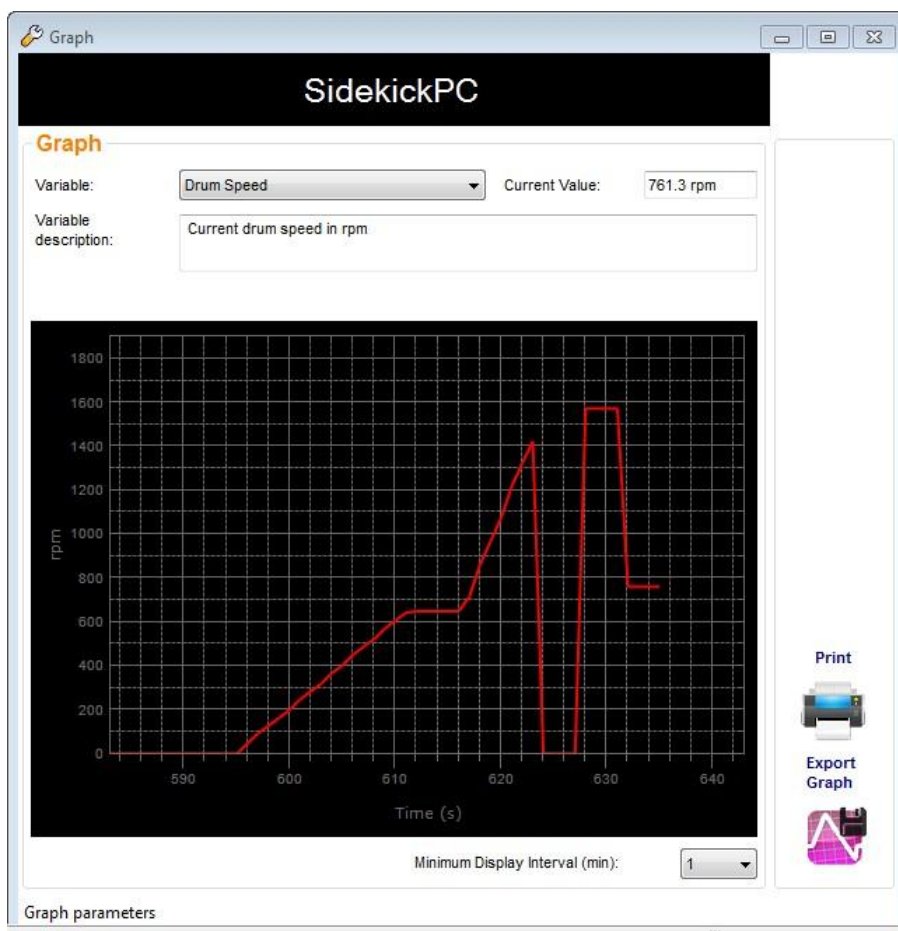 Graph
SidekickPC
Graph
Variable:
Drum Speed
Current Value:
761.3 rpm
Variable
description:
Current drum speed in rpm
1800
1600
1400
1200
1000
800
600
400
200
0
rpm
590
600
610
620
630
640
Time (s)
Minimum Display Interval (min):
1
Print
Export
Graph
Graph parameters